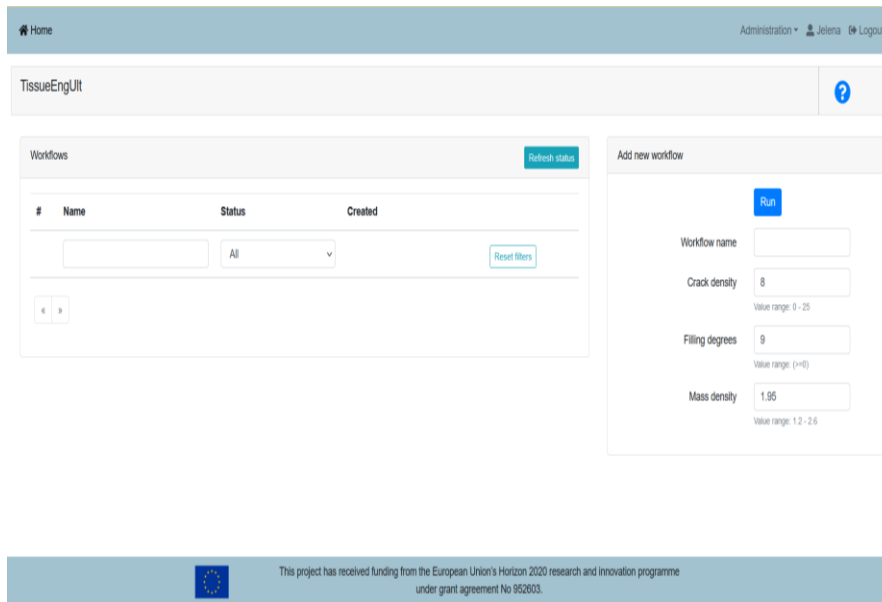 Home
Administration
Jelena
Logou
TissueEngUlt
?
Workflows
Refresh status
# Name Status Created
All
Reset filters
« »
Add new workflow
Run
Workflow name
Crack density 8
Value range: 0 - 25
Filling degrees 9
Value range: (>=0)
Mass density 1.95
Value range: 1.2 - 2.6
This project has received funding from the European Union's Horizon 2020 research and innovation programme
under grant agreement No 952603.